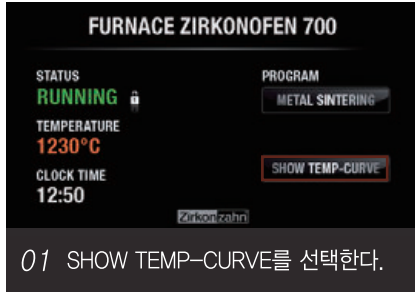 FURNACE ZIRKONOFEN 700
STATUS
RUNNING
TEMPERATURE
1230°C
CLOCK TIME
12:50
PROGRAM
METAL SINTERING
SHOW TEMP-CURVE
Zirkonzahn
01 SHOW TEMP-CURVE를 선택한다.